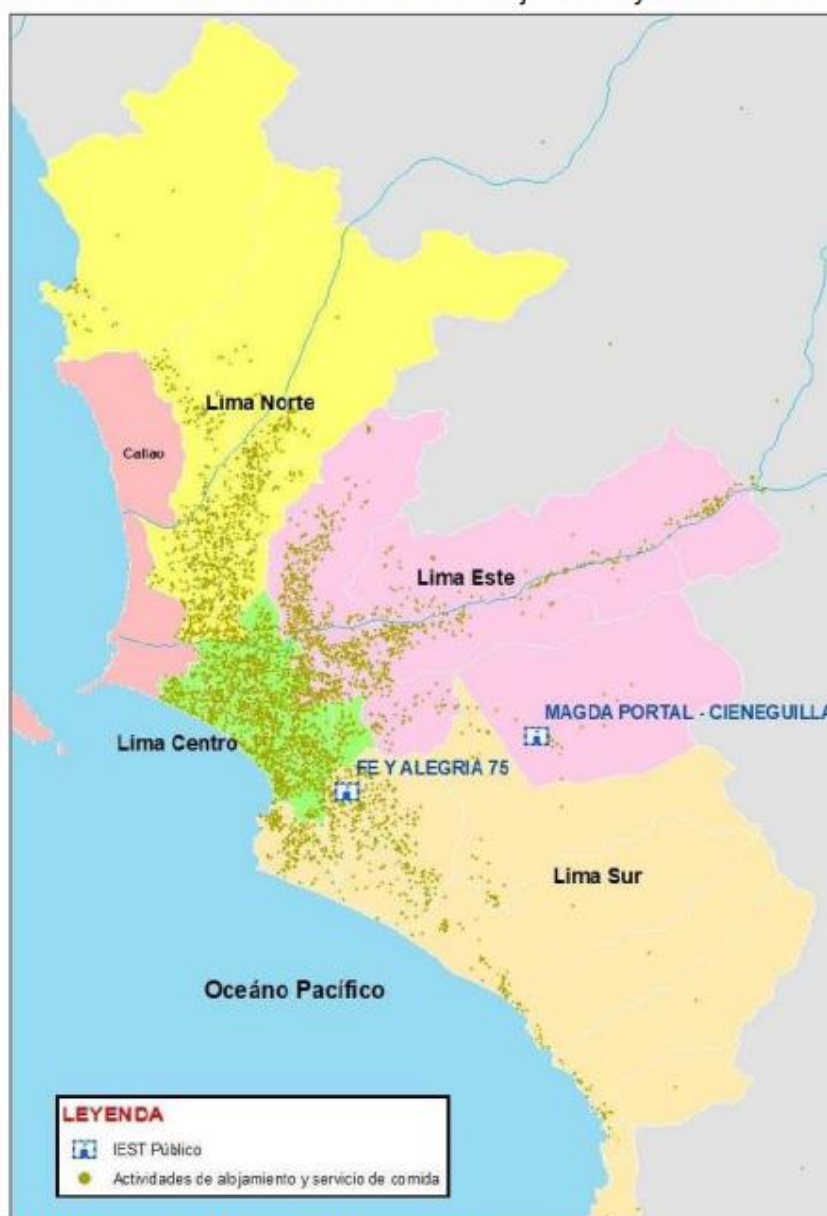 Lima Norte
Callao
Lima Este
MAGDA PORTAL - CIENEGUILLA
Lima Centro
FE Y ALEGRIA 75
Lima Sur
Oceáno Pacífico
LEYENDA
IEST Público
Actividades de alojamiento y servicio de comida